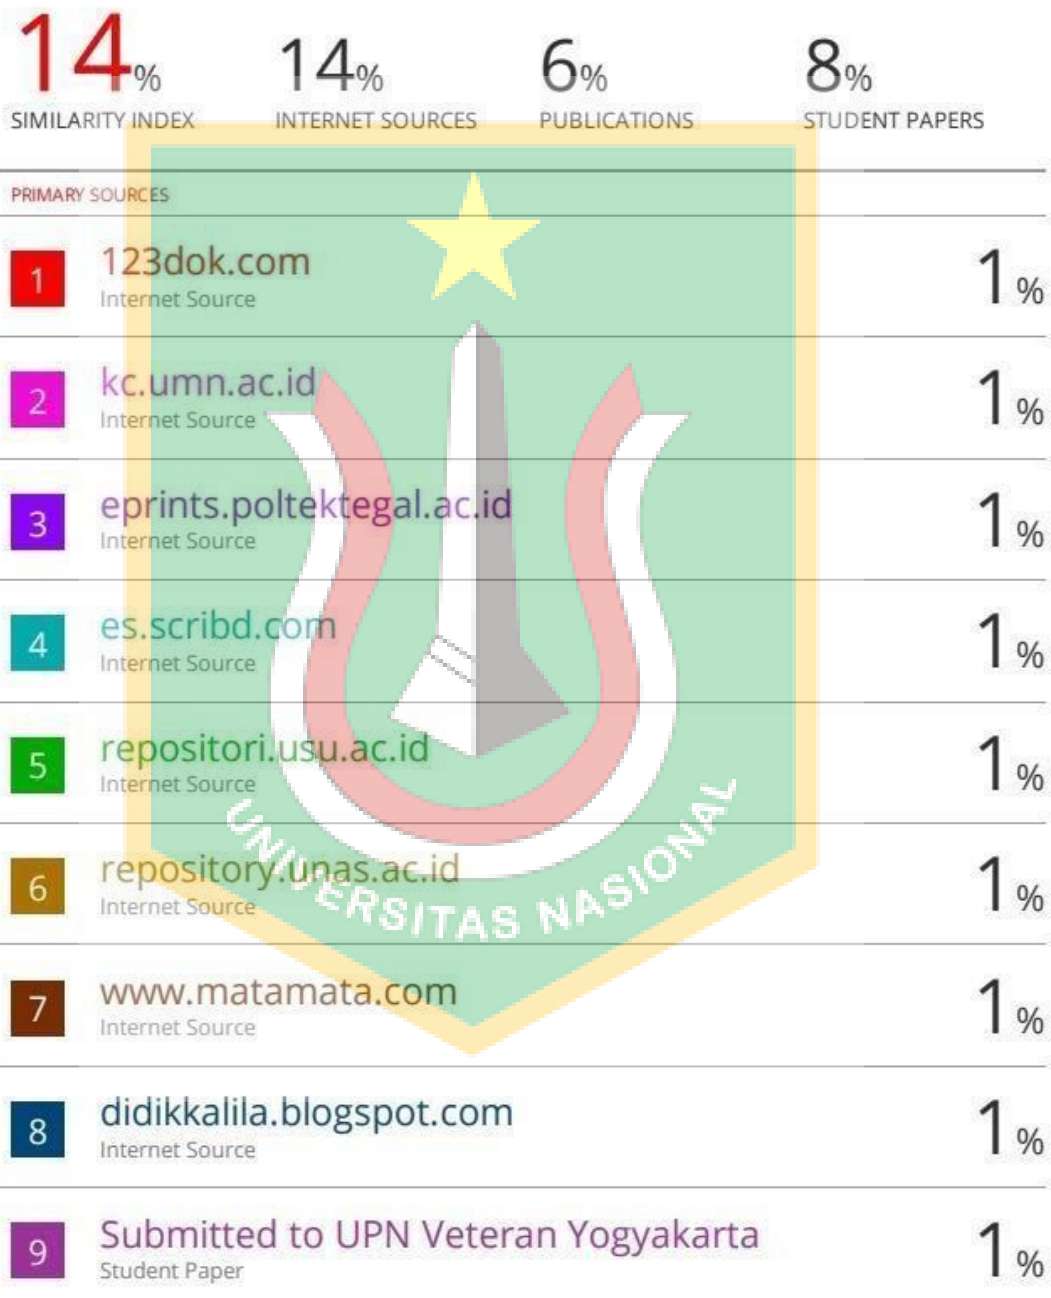 14% 14% 6% 8%
SIMILARITY INDEX INTERNET SOURCES PUBLICATIONS STUDENT PAPERS
PRIMARY SOURCES
1 123dok.com 1%
Internet Source
2 kc.umn.ac.id 1%
Internet Source
3 eprints.poltektegal.ac.id 1%
Internet Source
4 es.scribd.com 1%
Internet Source
5 repositori.usu.ac.id 1%
Internet Source
6 repository.unas.ac.id 1%
Internet Source
7 www.matamata.com 1%
Internet Source
8 didikkalila.blogspot.com 1%
Internet Source
9 Submitted to UPN Veteran Yogyakarta 1%
Student Paper
UNIVERSITAS NASIONAL